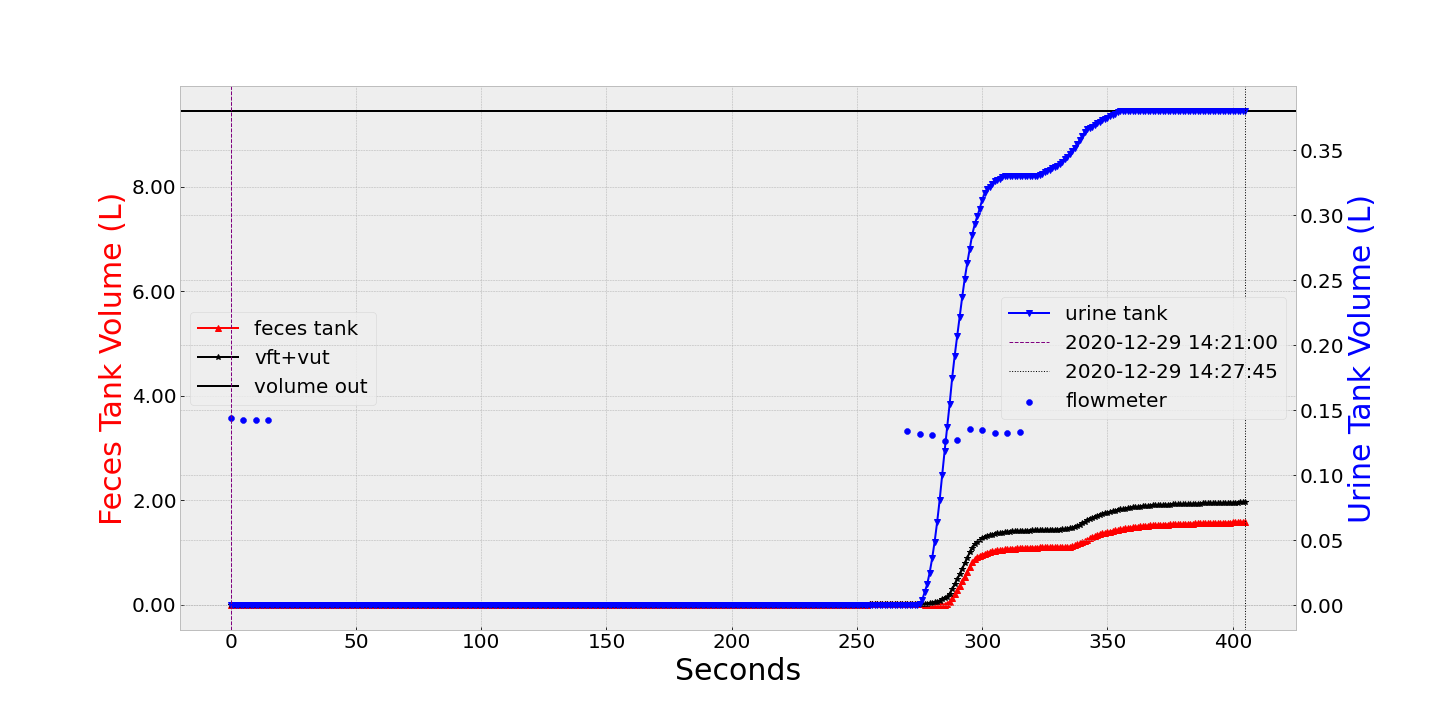 Feces Tank Volume (L)
8.00
6.00
4.00
2.00
0.00
feces tank
vft+vut
volume out
urine tank
2020-12-29 14:21:00
2020-12-29 14:27:45
flowmeter
0.35
0.30
0.25
0.20
0.15
0.10
0.05
0.00
Urine Tank Volume (L)
0 50 100 150 200 250 300 350 400
Seconds